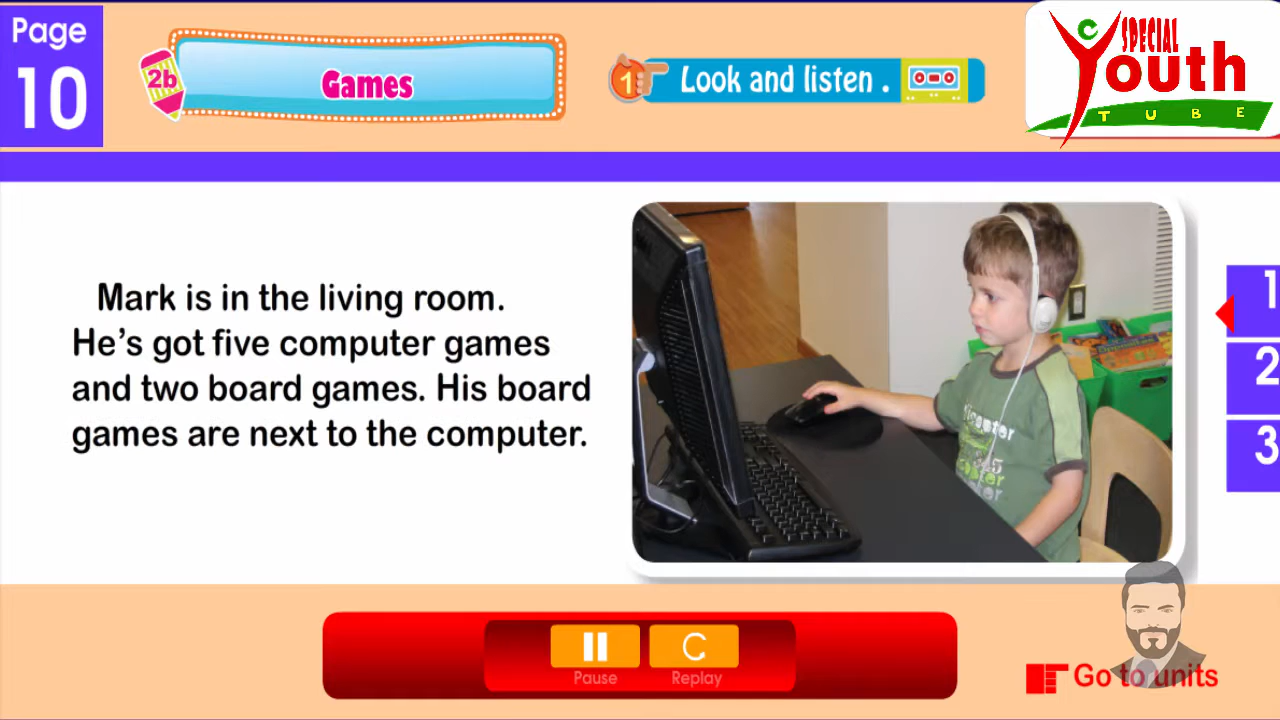 Page
10
2b
Games
1
Look and listen .
SPECIAL
Youth
TUBE
Mark is in the living room.
He's got five computer games
and two board games. His board
games are next to the computer.
1
2
3
Pause
Replay
Go to units